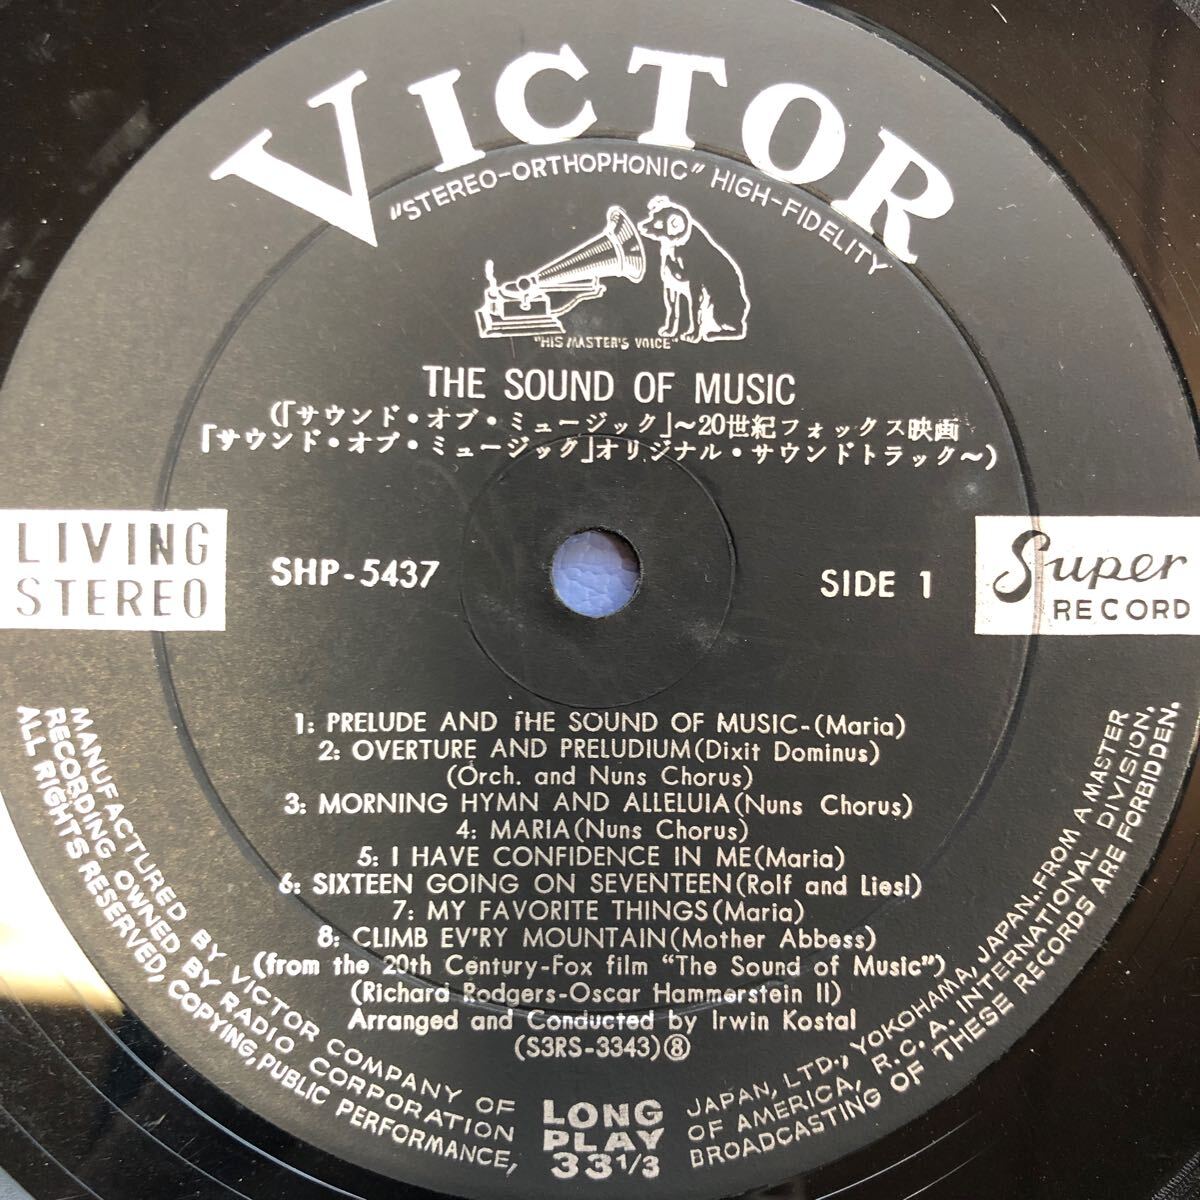 VICTOR
"STEREO-ORTHOPHONIC" HIGH-FIDELITY
"HIS MASTER'S VOICE"
THE SOUND OF MUSIC
(「サウンド・オブ・ミュージック」～20世紀フォックス映画
「サウンド・オブ・ミュージック」オリジナル・サウンドトラック～)
LIVING
STEREO
SHP-5437
SIDE 1
Super
RECORD
1: PRELUDE AND THE SOUND OF MUSIC-(Maria)
2: OVERTURE AND PRELUDIUM(Dixit Dominus)
(Orch. and Nuns Chorus)
3: MORNING HYMN AND ALLELUIA(Nuns Chorus)
4: MARIA(Nuns Chorus)
5: I HAVE CONFIDENCE IN ME(Maria)
6: SIXTEEN GOING ON SEVENTEEN(Rolf and Liesl)
7: MY FAVORITE THINGS(Maria)
8: CLIMB EV'RY MOUNTAIN(Mother Abbess)
(from the 20th Century-Fox film "The Sound of Music")
(Richard Rodgers-Oscar Hammerstein II)
Arranged and Conducted by Irwin Kostal
(S3RS-3343)⑧
LONG
PLAY
33 1/3
MANUFACTURED BY VICTOR COMPANY OF JAPAN, LTD., YOKOHAMA, JAPAN..FROM A MASTER
RECORDING OWNED BY RADIO CORPORATION OF AMERICA, R.C.A. INTERNATIONAL DIVISION,
ALL RIGHTS RESERVED, COPYING, PUBLIC PERFORMANCE, BROADCASTING OF THESE RECORDS ARE FORBIDDEN.